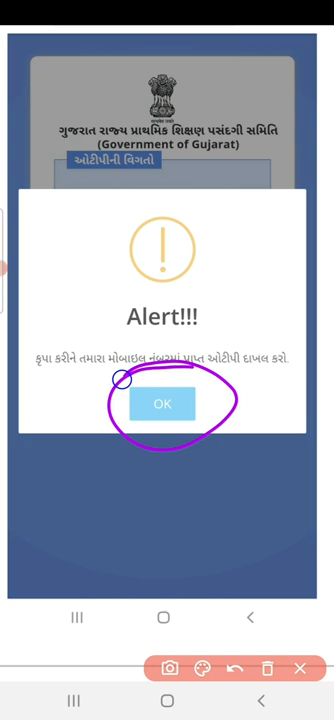 ગુજરાત રાજ્ય પ્રાથમિક શિક્ષણ પસંદગી સમિતિ
(Government of Gujarat)
ઓટીપીની વિગતો
Alert!!!
કૃપા કરીને તમારા મોબાઇલ નંબરમાં પ્રાપ્ત ઓટીપી દાખલ કરો.
OK